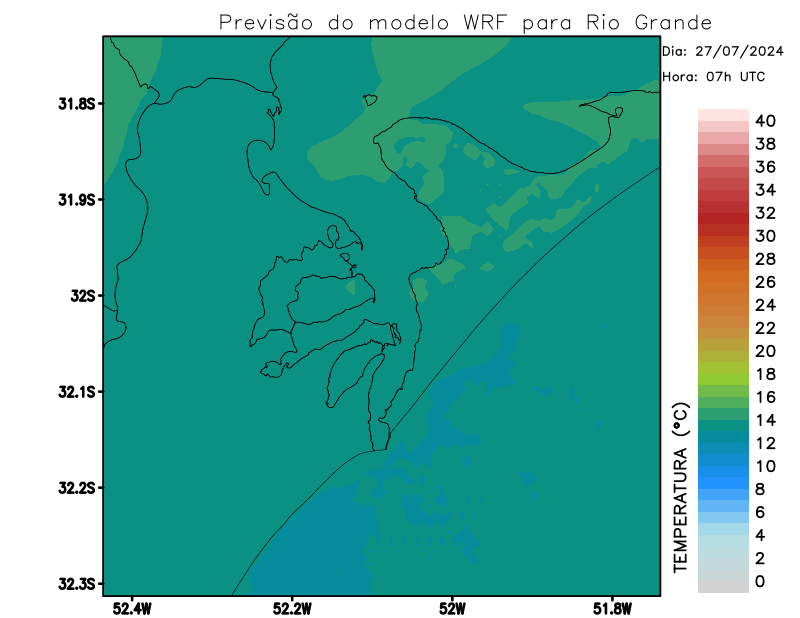 Previsão do modelo WRF para Rio Grande
Dia: 27/07/2024
Hora: 07h UTC
31.8S
31.9S
32S
32.1S
32.2S
32.3S
52.4W
52.2W
52W
51.8W
TEMPERATURA (°C)
40
38
36
34
32
30
28
26
24
22
20
18
16
14
12
10
8
6
4
2
0